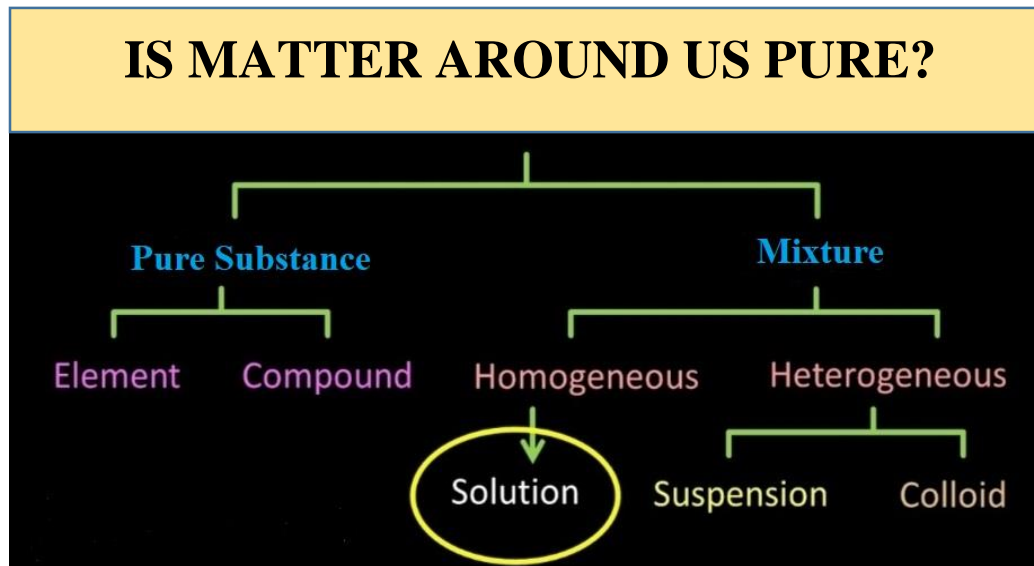 IS MATTER AROUND US PURE?
Pure Substance
Mixture
Element
Compound
Homogeneous
Heterogeneous
Solution
Suspension
Colloid